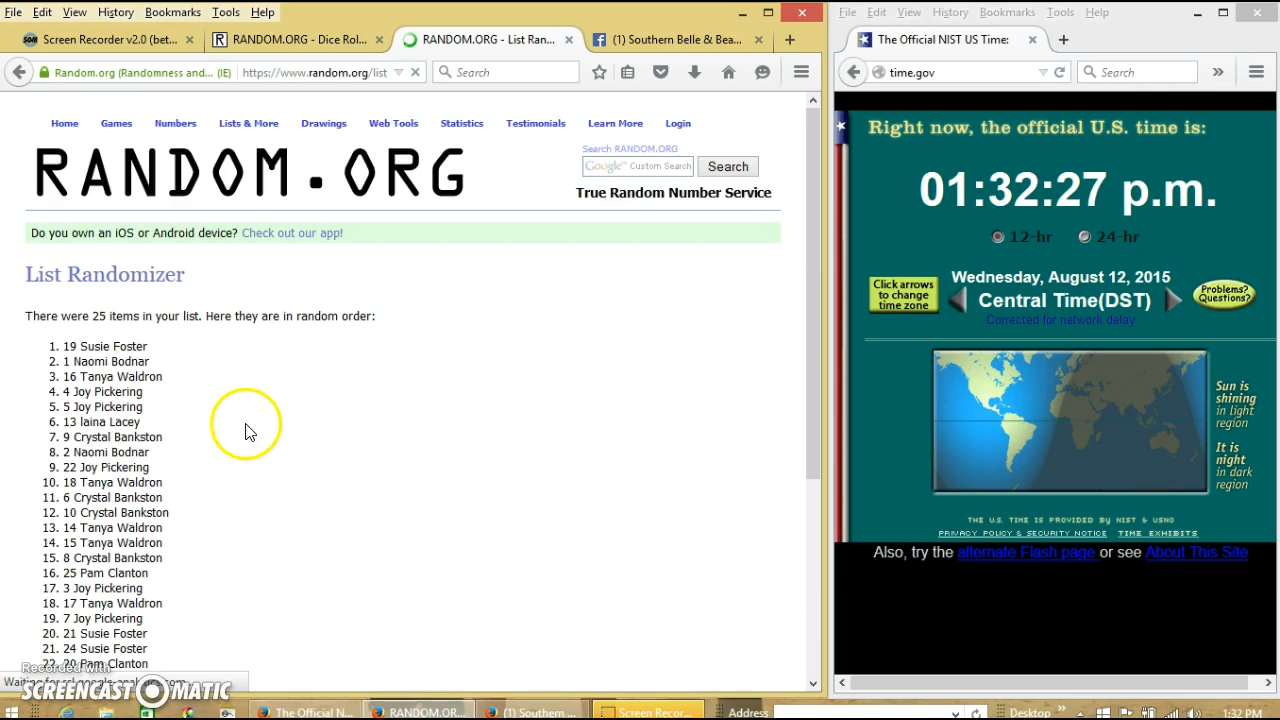 File Edit View History Bookmarks Tools Help
Screen Recorder v2.0 (bet...
RANDOM.ORG - Dice Rol...
RANDOM.ORG - List Ran...
(1) Southern Belle & Bea...
Random.org (Randomness and... (IE)
https://www.random.org/list
Search
Home Games Numbers Lists & More Drawings Web Tools Statistics Testimonials Learn More Login
RANDOM.ORG
Search RANDOM.ORG
Google™ Custom Search
Search
True Random Number Service
Do you own an iOS or Android device? Check out our app!
List Randomizer
There were 25 items in your list. Here they are in random order:
1. 19 Susie Foster
2. 1 Naomi Bodnar
3. 16 Tanya Waldron
4. 4 Joy Pickering
5. 5 Joy Pickering
6. 13 Iaina Lacey
7. 9 Crystal Bankston
8. 2 Naomi Bodnar
9. 22 Joy Pickering
10. 18 Tanya Waldron
11. 6 Crystal Bankston
12. 10 Crystal Bankston
13. 14 Tanya Waldron
14. 15 Tanya Waldron
15. 8 Crystal Bankston
16. 25 Pam Clanton
17. 3 Joy Pickering
18. 17 Tanya Waldron
19. 7 Joy Pickering
20. 21 Susie Foster
21. 24 Susie Foster
22. 20 Pam Clanton
Recorded with
SCREENCAST MATIC
File Edit View History Bookmarks Tools Help
The Official NIST US Time:
time.gov
Search
Right now, the official U.S. time is:
01:32:27 p.m.
12-hr 24-hr
Click arrows
to change
time zone
Wednesday, August 12, 2015
Central Time(DST)
Corrected for network delay
Problems?
Questions?
Sun is
shining
in light
region
It is
night
in dark
region
THE U.S. TIME IS PROVIDED BY NIST & USNO
PRIVACY POLICY & SECURITY NOTICE TIME EXHIBITS
Also, try the alternate Flash page or see About This Site
The Official N...
RANDOM.OR...
(1) Southern ...
Screen Recor...
Address
Desktop
1:32 PM